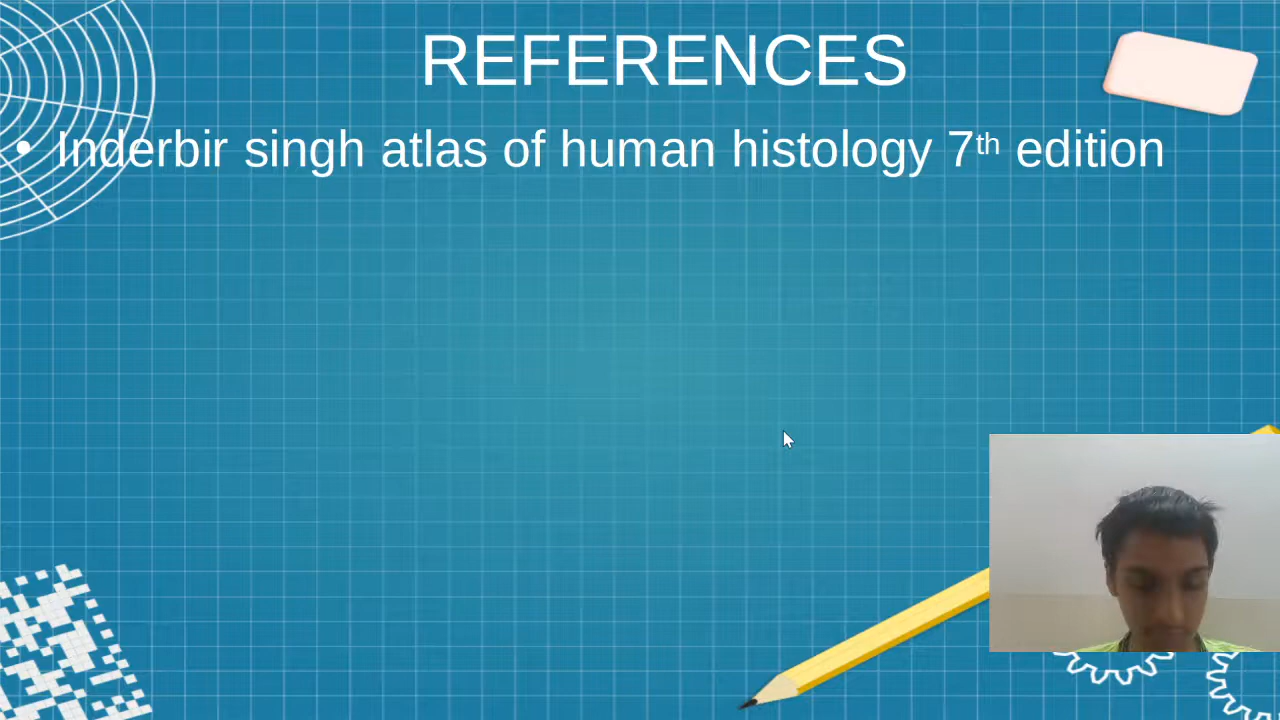 REFERENCES
• Inderbir singh atlas of human histology 7th edition